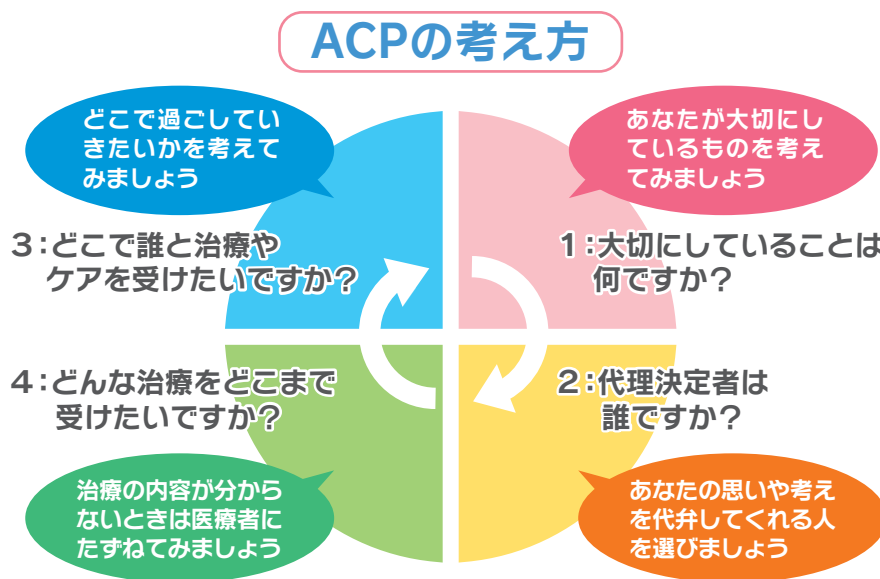 ACPの考え方
あなたが大切にし
ているものを考え
てみましょう
1:大切にしていることは
何ですか?
2:代理決定者は
誰ですか?
あなたの思いや考え
を代弁してくれる人
を選びましょう
どこで過ごしてい
きたいかを考えて
みましょう
3:どこで誰と治療や
ケアを受けたいですか?
4:どんな治療をどこまで
受けたいですか?
治療の内容が分から
ないときは医療者に
たずねてみましょう